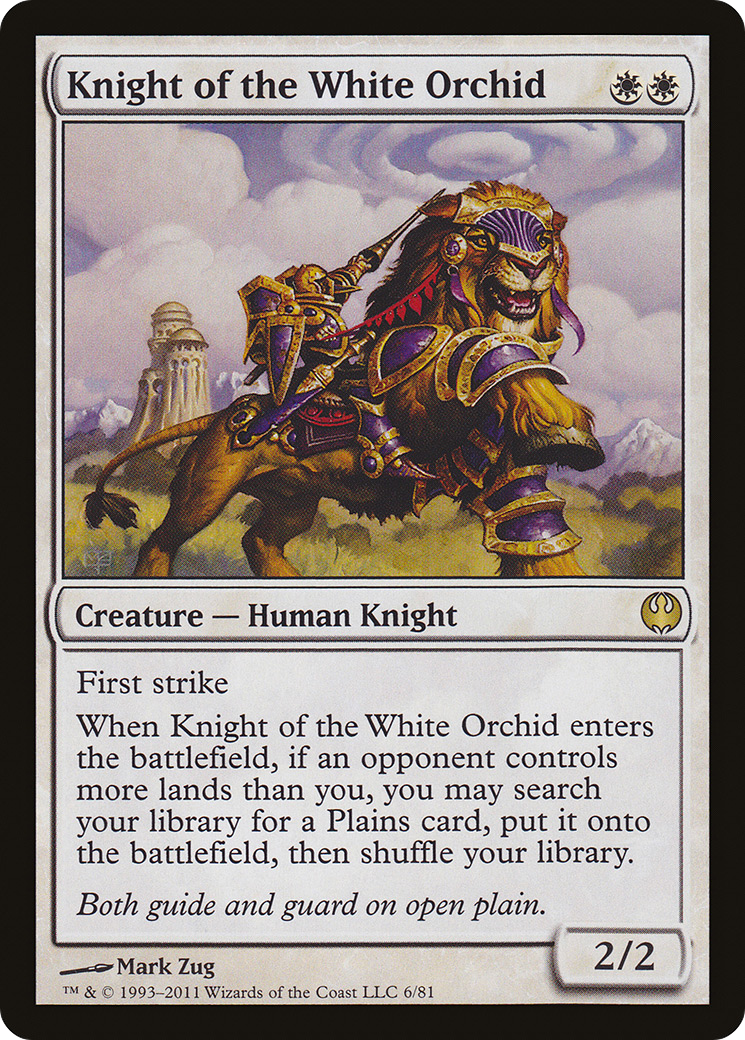 Knight of the White Orchid
Creature — Human Knight
First strike
When Knight of the White Orchid enters
the battlefield, if an opponent controls
more lands than you, you may search
your library for a Plains card, put it onto
the battlefield, then shuffle your library.
Both guide and guard on open plain.
2/2
Mark Zug
™ & © 1993–2011 Wizards of the Coast LLC 6/81